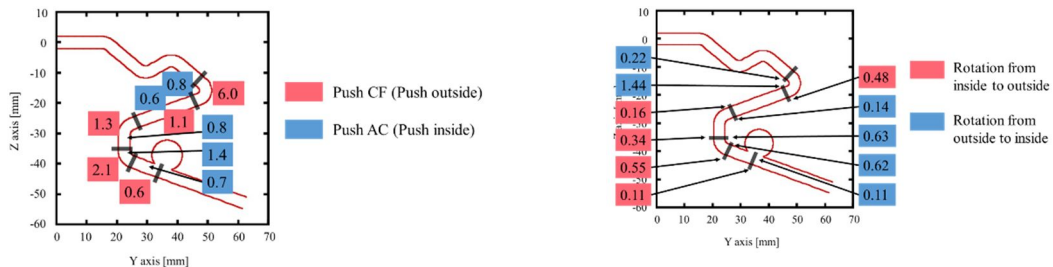 10
0
-10
-20
-30
-40
-50
-60
Z axis [mm]
0 10 20 30 40 50 60 70
Y axis [mm]
0.8
6.0
0.6
1.3
1.1
0.8
1.4
2.1
0.7
0.6
Push CF (Push outside)
Push AC (Push inside)
10
0
-10
0.22
1.44
0.48
0.16
0.14
0.34
0.63
0.55
0.62
0.11
0.11
0 10 20 30 40 50 60 70
Y axis [mm]
Rotation from
inside to outside
Rotation from
outside to inside